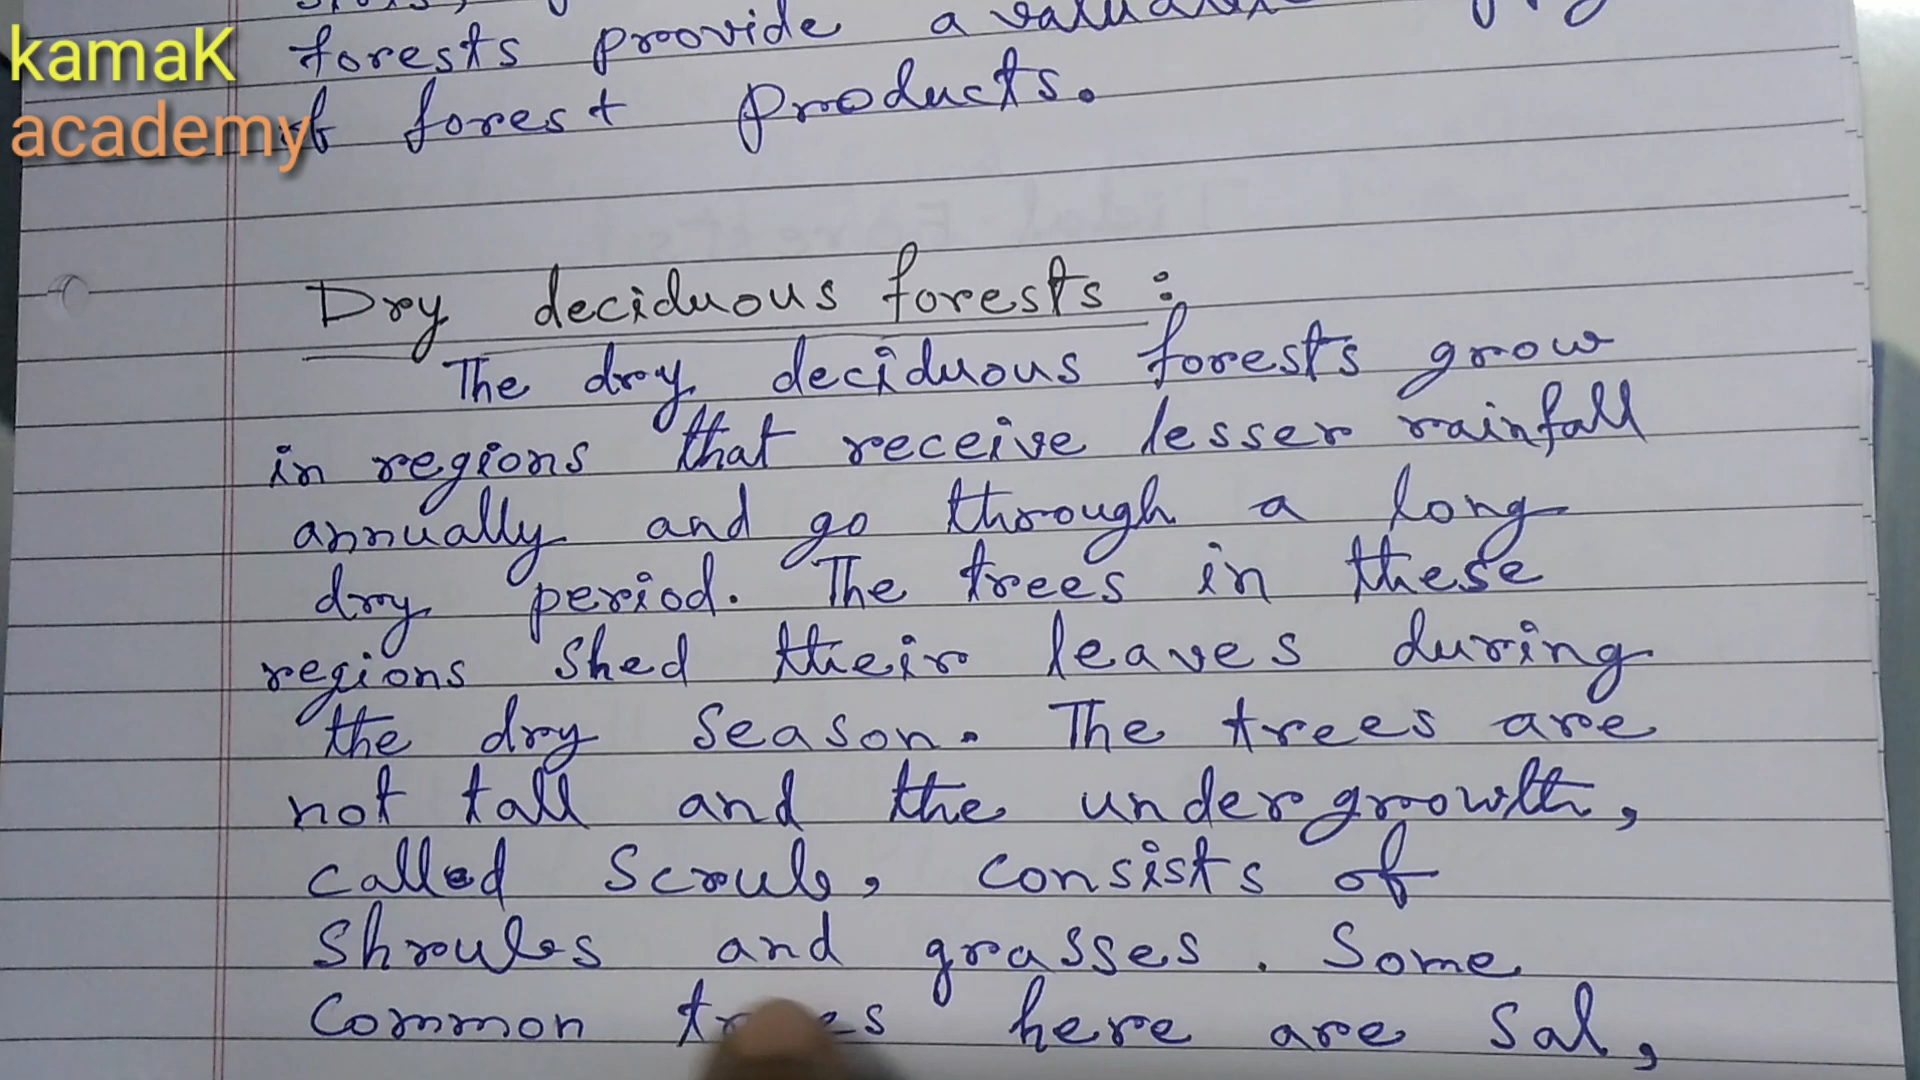 kamaK
academy
forests provide a
of forest products.
Dry deciduous forests :
The dry deciduous forests grow
in regions that receive lesser rainfall
annually and go through a long
dry period. The trees in these
regions shed their leaves during
the dry season. The trees are
not tall and the undergrowth,
called Scrub, consists of
Shrubs and grasses. Some
Common trees here are Sal,